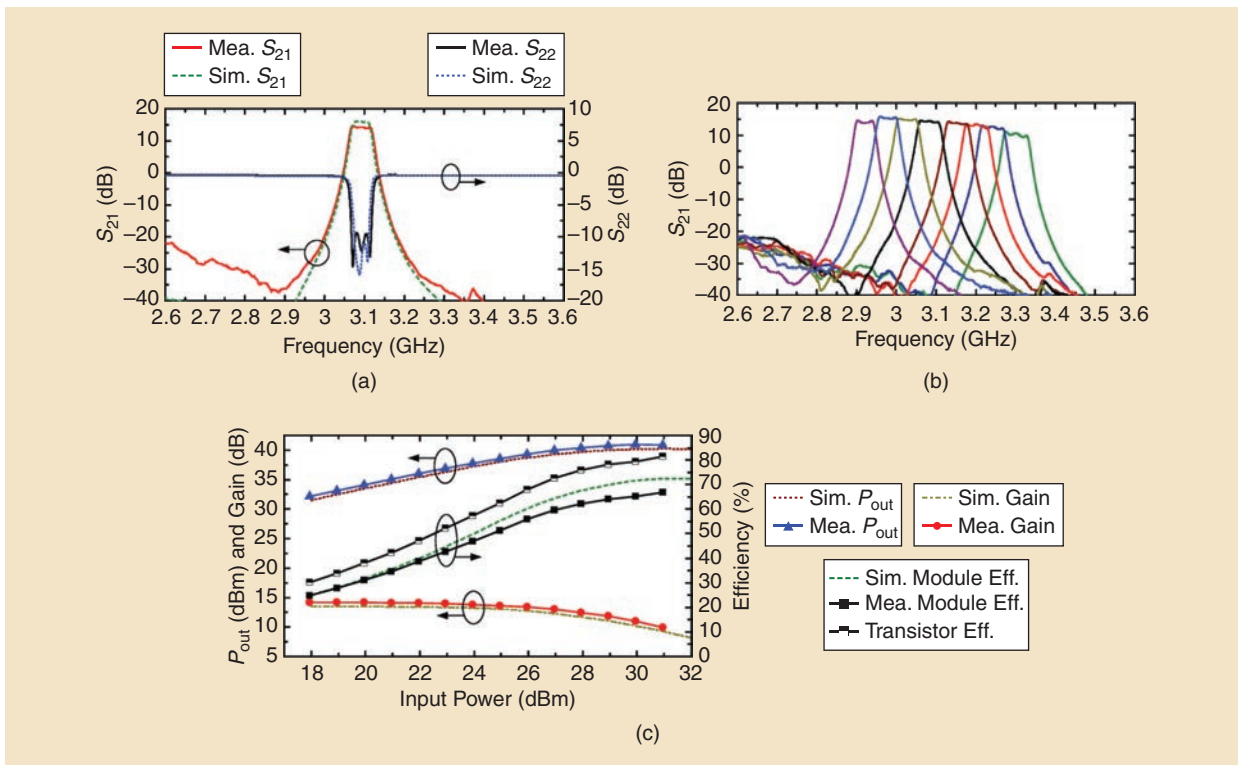 Mea. S21
Sim. S21
Mea. S22
Sim. S22
20
10
0
–10
–20
–30
–40
S21 (dB)
10
5
0
–5
–10
–15
–20
S22 (dB)
2.6 2.7 2.8 2.9 3 3.1 3.2 3.3 3.4 3.5 3.6
Frequency (GHz)
(a)
20
10
0
–10
–20
–30
–40
S21 (dB)
2.6 2.7 2.8 2.9 3 3.1 3.2 3.3 3.4 3.5 3.6
Frequency (GHz)
(b)
40
35
30
25
20
15
10
5
Pout (dBm) and Gain (dB)
90
80
70
60
50
40
30
20
10
0
Efficiency (%)
18 20 22 24 26 28 30 32
Input Power (dBm)
Sim. Pout
Mea. Pout
Sim. Gain
Mea. Gain
Sim. Module Eff.
Mea. Module Eff.
Transistor Eff.
(c)